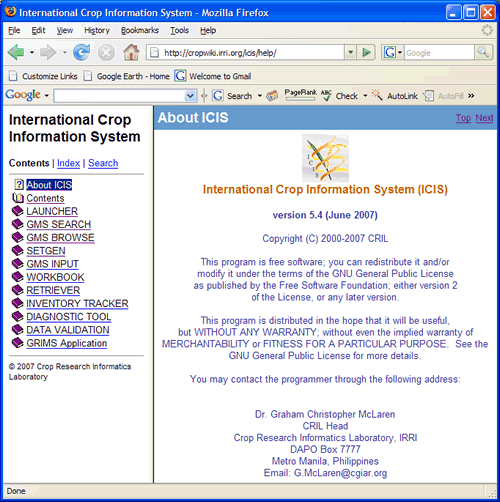 International Crop Information System - Mozilla Firefox
File Edit View History Bookmarks Tools Help
http://cropwiki.irri.org/icis/help/
Google
Customize Links Google Earth - Home Welcome to Gmail
Google Search PageRank ABC Check AutoLink AutoFill »
International Crop
Information System
Contents | Index | Search
About ICIS
Contents
LAUNCHER
GMS SEARCH
GMS BROWSE
SETGEN
GMS INPUT
WORKBOOK
RETRIEVER
INVENTORY TRACKER
DIAGNOSTIC TOOL
DATA VALIDATION
GRIMS Application
© 2007 Crop Research Informatics
Laboratory
About ICIS Top Next
I C I S
International Crop Information System (ICIS)
version 5.4 (June 2007)
Copyright (C) 2000-2007 CRIL
This program is free software; you can redistribute it and/or
modify it under the terms of the GNU General Public License
as published by the Free Software Foundation; either version 2
of the License, or any later version.
This program is distributed in the hope that it will be useful,
but WITHOUT ANY WARRANTY; without even the implied warranty of
MERCHANTABILITY or FITNESS FOR A PARTICULAR PURPOSE. See the
GNU General Public License for more details.
You may contact the programmer through the following address:
Dr. Graham Christopher McLaren
CRIL Head
Crop Research Informatics Laboratory, IRRI
DAPO Box 7777
Metro Manila, Philippines
Email: G.McLaren@cgiar.org
Done